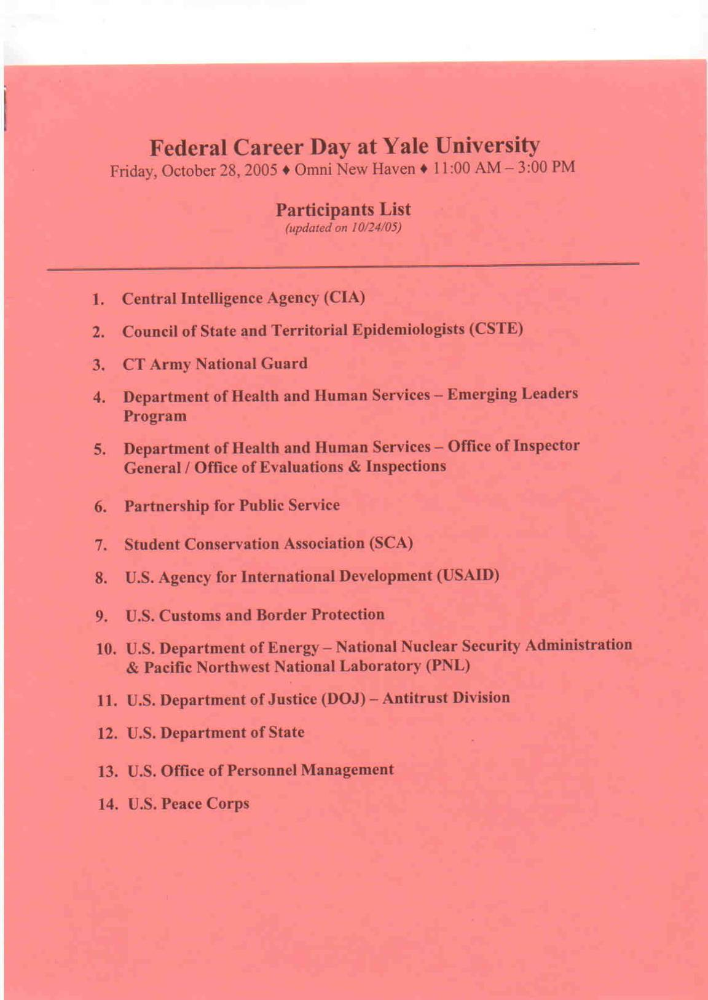 Federal Career Day at Yale University
Friday, October 28, 2005 ♦ Omni New Haven ♦ 11:00 AM – 3:00 PM
Participants List
(updated on 10/24/05)
1. Central Intelligence Agency (CIA)
2. Council of State and Territorial Epidemiologists (CSTE)
3. CT Army National Guard
4. Department of Health and Human Services – Emerging Leaders
Program
5. Department of Health and Human Services – Office of Inspector
General / Office of Evaluations & Inspections
6. Partnership for Public Service
7. Student Conservation Association (SCA)
8. U.S. Agency for International Development (USAID)
9. U.S. Customs and Border Protection
10. U.S. Department of Energy – National Nuclear Security Administration
& Pacific Northwest National Laboratory (PNL)
11. U.S. Department of Justice (DOJ) – Antitrust Division
12. U.S. Department of State
13. U.S. Office of Personnel Management
14. U.S. Peace Corps